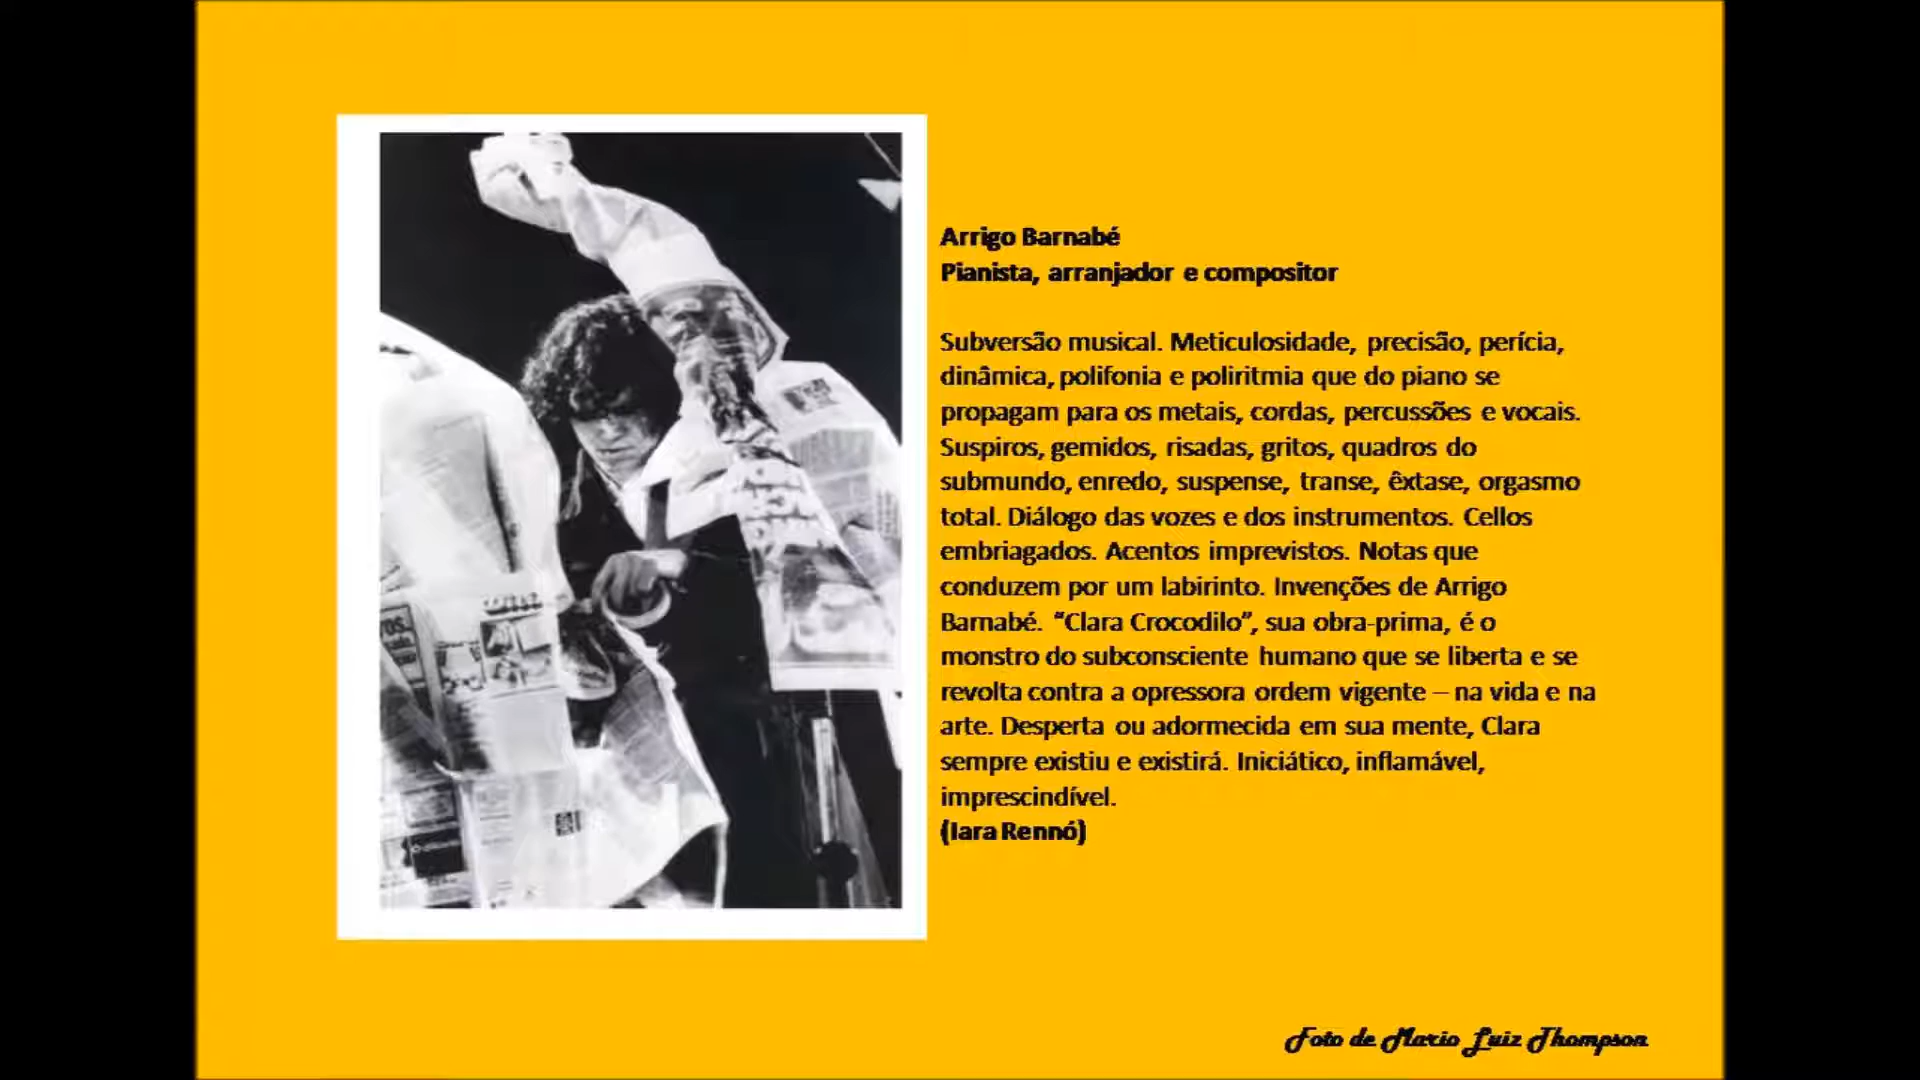 Arrigo Barnabé
Pianista, arranjador e compositor
Subversão musical. Meticulosidade, precisão, perícia,
dinâmica, polifonia e poliritmia que do piano se
propagam para os metais, cordas, percussões e vocais.
Suspiros, gemidos, risadas, gritos, quadros do
submundo, enredo, suspense, transe, êxtase, orgasmo
total. Diálogo das vozes e dos instrumentos. Cellos
embriagados. Acentos imprevistos. Notas que
conduzem por um labirinto. Invenções de Arrigo
Barnabé. “Clara Crocodilo”, sua obra-prima, é o
monstro do subconsciente humano que se liberta e se
revolta contra a opressora ordem vigente – na vida e na
arte. Desperta ou adormecida em sua mente, Clara
sempre existiu e existirá. Iniciático, inflamável,
imprescindível.
(Iara Rennó)
Foto de Mario Luiz Thompson